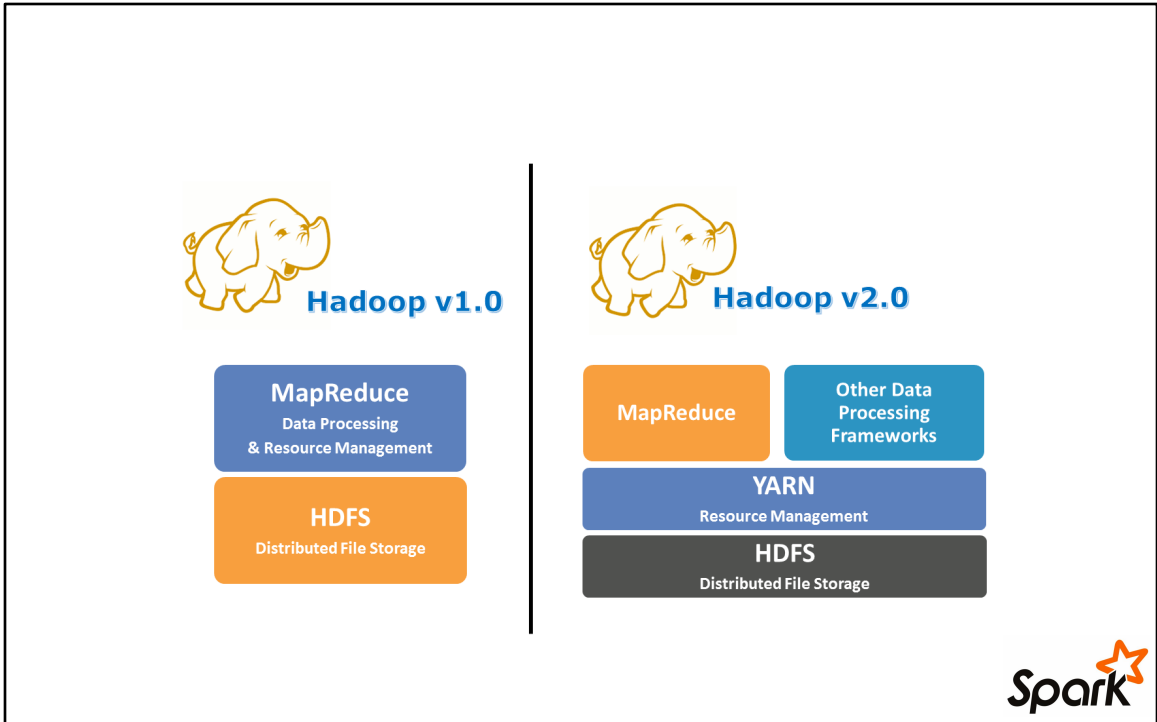 Hadoop v1.0
MapReduce
Data Processing
& Resource Management
HDFS
Distributed File Storage
Hadoop v2.0
MapReduce
Other Data
Processing
Frameworks
YARN
Resource Management
HDFS
Distributed File Storage
Spark